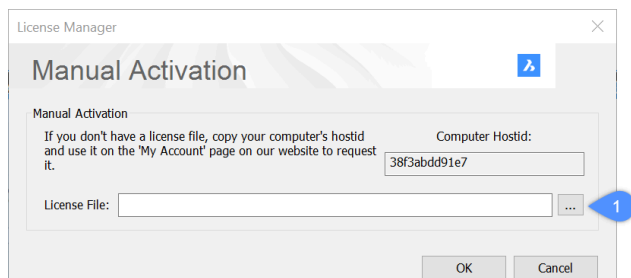 License Manager
Manual Activation
Manual Activation
If you don't have a license file, copy your computer's hostid
and use it on the 'My Account' page on our website to request
it.
Computer Hostid:
38f3abdd91e7
License File:
...
1
OK
Cancel